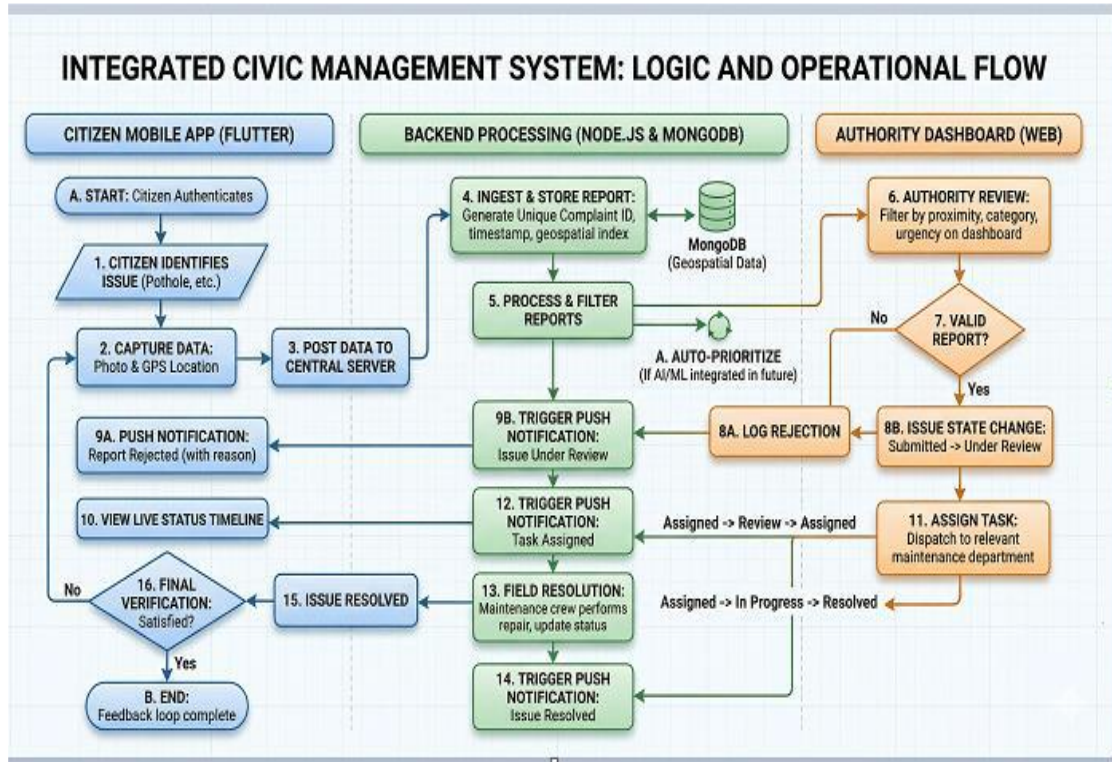 INTEGRATED CIVIC MANAGEMENT SYSTEM: LOGIC AND OPERATIONAL FLOW
CITIZEN MOBILE APP (FLUTTER)
A. START: Citizen Authenticates
1. CITIZEN IDENTIFIES
ISSUE (Pothole, etc.)
2. CAPTURE DATA:
Photo & GPS Location
3. POST DATA TO
CENTRAL SERVER
9A. PUSH NOTIFICATION:
Report Rejected (with reason)
10. VIEW LIVE STATUS TIMELINE
No
16. FINAL
VERIFICATION:
Satisfied?
15. ISSUE RESOLVED
Yes
B. END:
Feedback loop complete
BACKEND PROCESSING (NODE.JS & MONGODB)
4. INGEST & STORE REPORT:
Generate Unique Complaint ID,
timestamp, geospatial index
MongoDB
(Geospatial Data)
5. PROCESS & FILTER
REPORTS
A. AUTO-PRIORITIZE
(If AI/ML integrated in future)
9B. TRIGGER PUSH
NOTIFICATION:
Issue Under Review
12. TRIGGER PUSH
NOTIFICATION:
Task Assigned
13. FIELD RESOLUTION:
Maintenance crew performs
repair, update status
14. TRIGGER PUSH
NOTIFICATION:
Issue Resolved
AUTHORITY DASHBOARD (WEB)
6. AUTHORITY REVIEW:
Filter by proximity, category,
urgency on dashboard
No
7. VALID
REPORT?
Yes
8A. LOG REJECTION
8B. ISSUE STATE CHANGE:
Submitted -> Under Review
Assigned -> Review -> Assigned
11. ASSIGN TASK:
Dispatch to relevant
maintenance department
Assigned -> In Progress -> Resolved